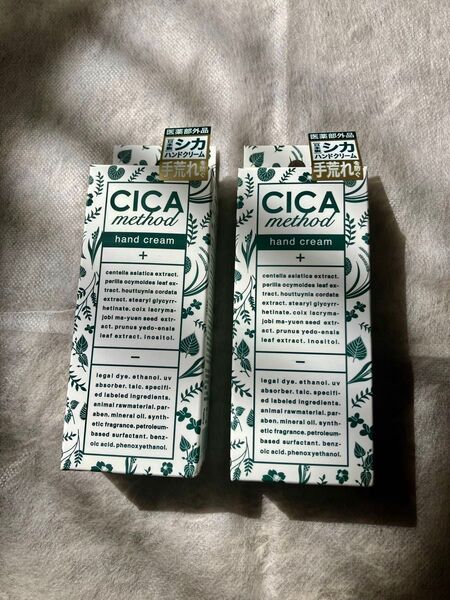 医薬部外品
薬用
シカ
ハンドクリーム
手荒れを防ぐ
CICA
method
hand cream
+
centella asiatica extract.
perilla ocymoides leaf ex-
tract. houttuynia cordata
extract. stearyl glycyrr-
hetinate. coix lacryma-
jobi ma-yuen seed extr-
act. prunus yedo-ensis
leaf extract. inositol.
−
legal dye. ethanol. uv
absorber. talc. specifi-
ed labeled ingredients.
animal rawmaterial. par-
aben. mineral oil. synth-
etic fragrance. petroleum-
based surfactant. benz-
oic acid. phenoxyethanol.
医薬部外品
薬用
シカ
ハンドクリーム
手荒れを防ぐ
CICA
method
hand cream
+
centella asiatica extract.
perilla ocymoides leaf ex-
tract. houttuynia cordata
extract. stearyl glycyrr-
hetinate. coix lacryma-
jobi ma-yuen seed extr-
act. prunus yedo-ensis
leaf extract. inositol.
−
legal dye. ethanol. uv
absorber. talc. specifi-
ed labeled ingredients.
animal rawmaterial. par-
aben. mineral oil. synth-
etic fragrance. petroleum-
based surfactant. benz-
oic acid. phenoxyethanol.